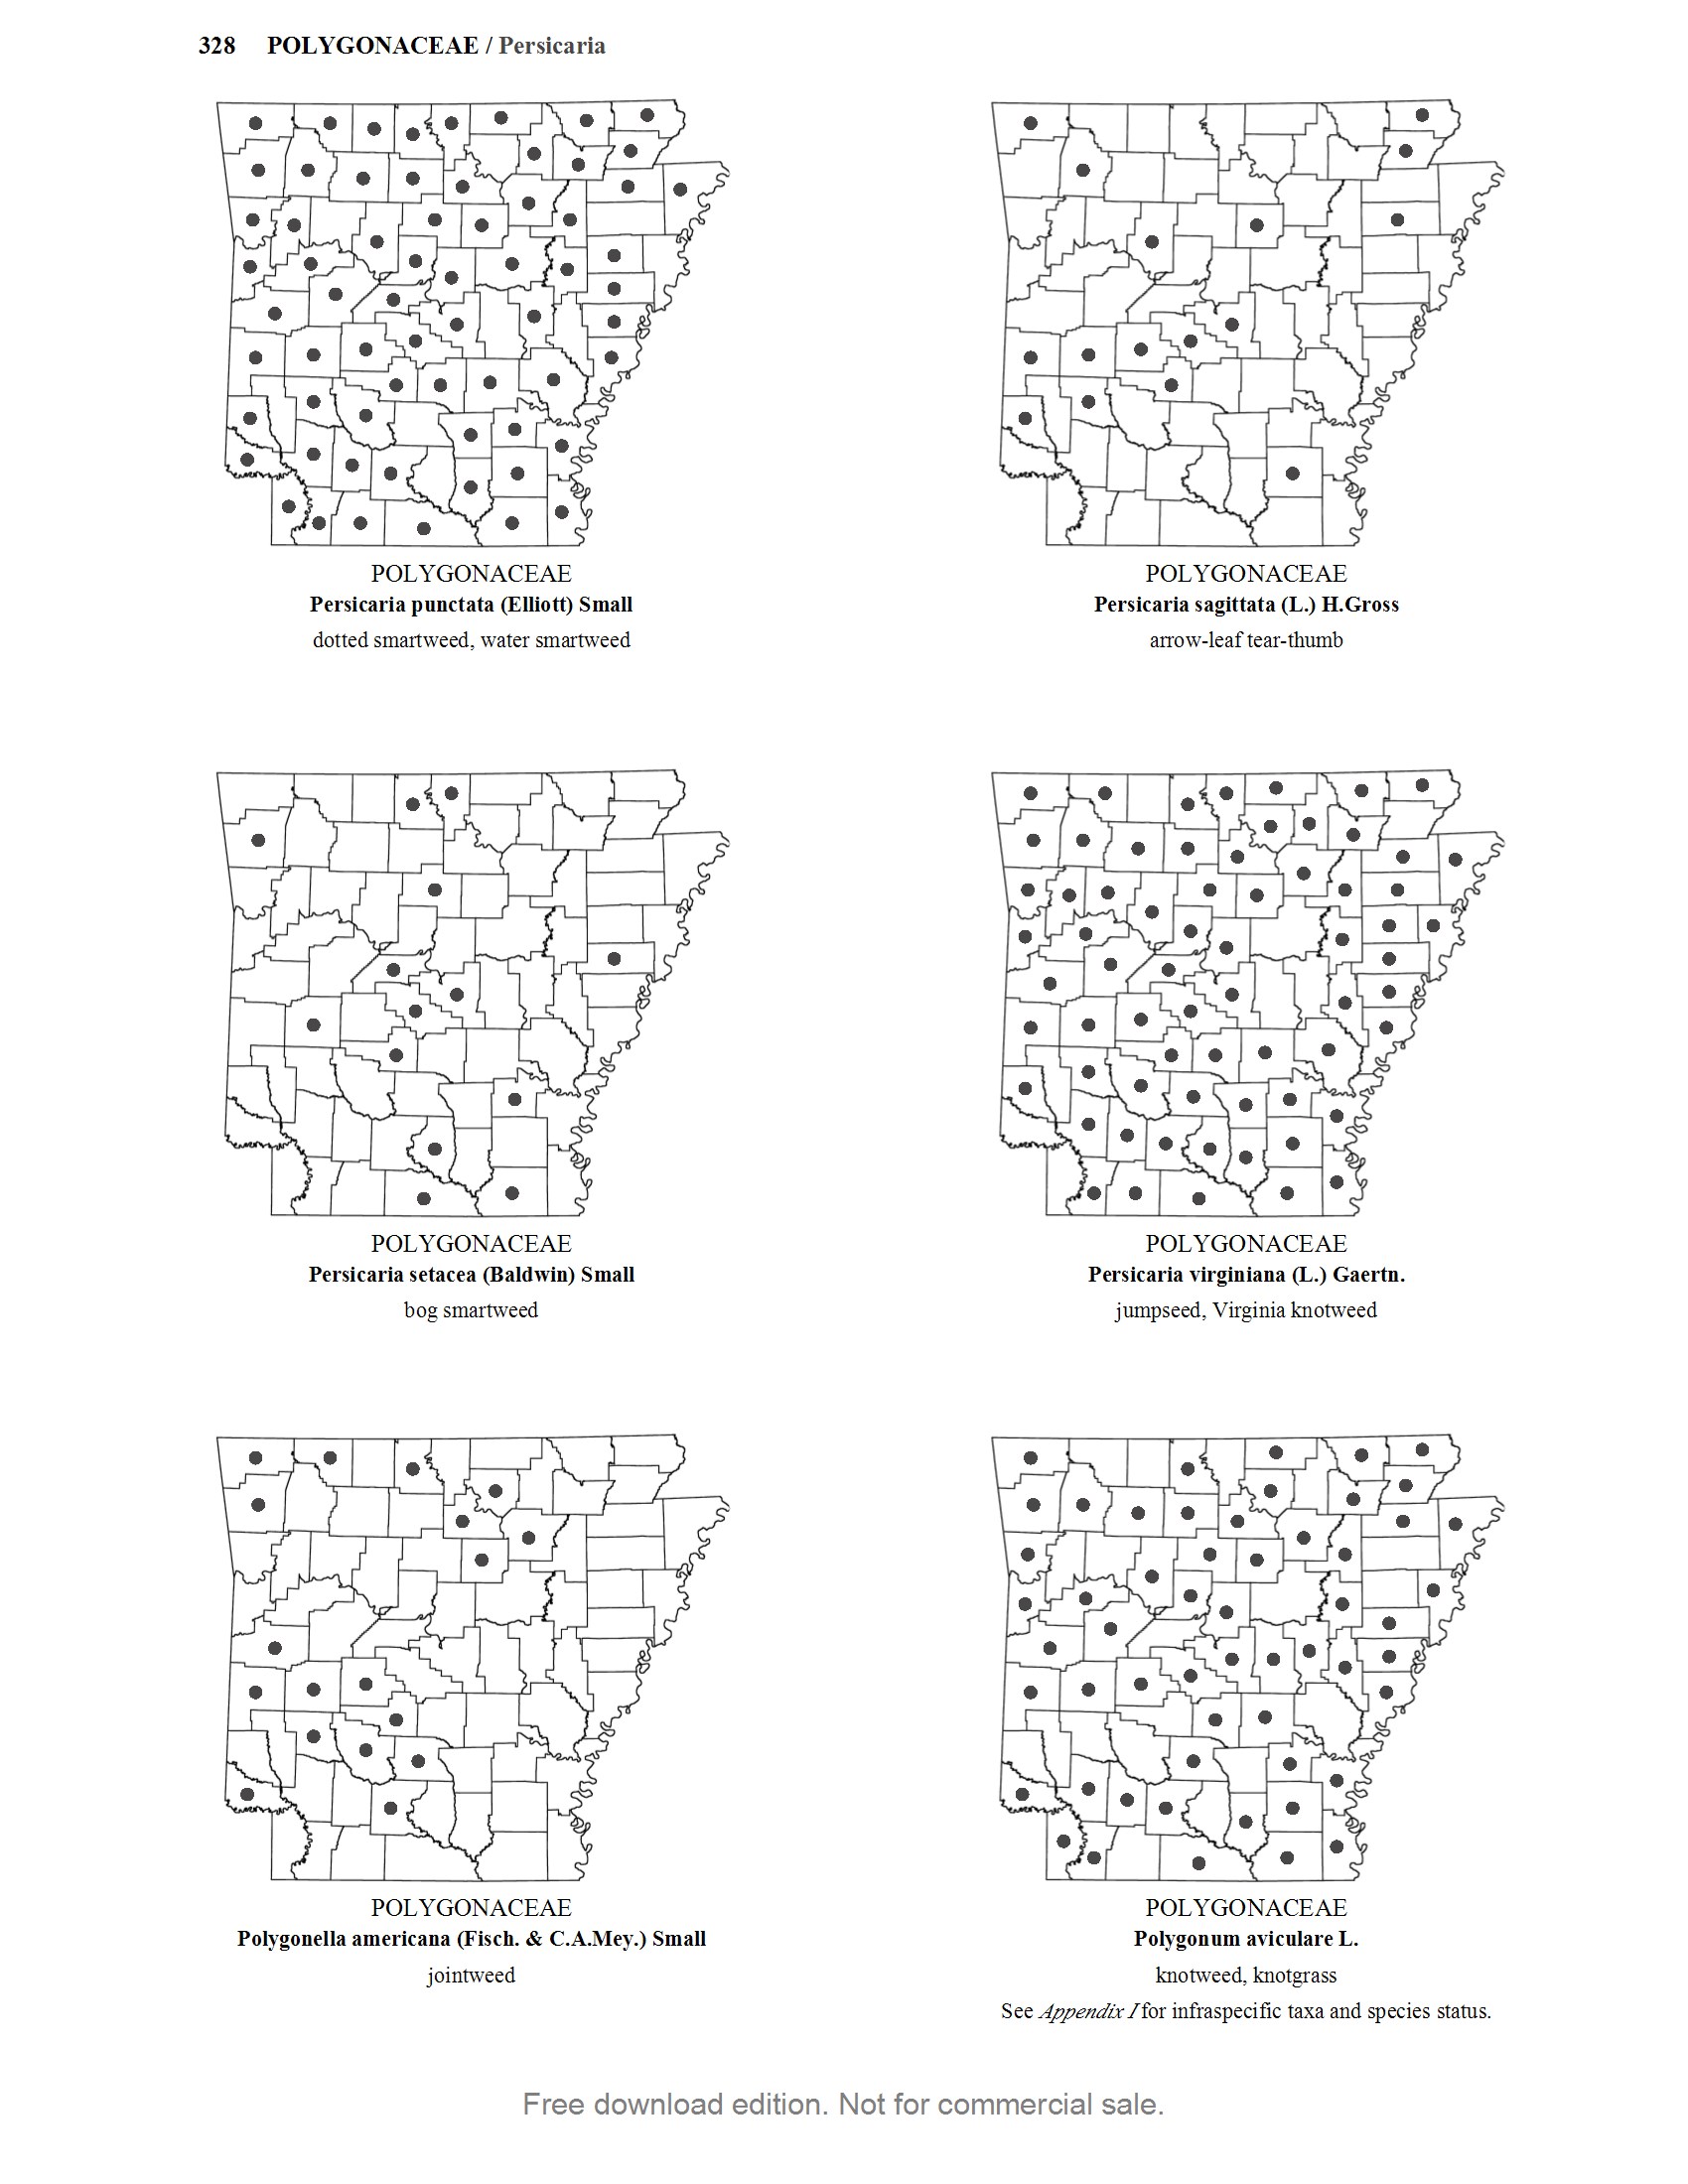 328 POLYGONACEAE / Persicaria
POLYGONACEAE
Persicaria punctata (Elliott) Small
dotted smartweed, water smartweed
POLYGONACEAE
Persicaria sagittata (L.) H.Gross
arrow-leaf tear-thumb
POLYGONACEAE
Persicaria setacea (Baldwin) Small
bog smartweed
POLYGONACEAE
Persicaria virginiana (L.) Gaertn.
jumpseed, Virginia knotweed
POLYGONACEAE
Polygonella americana (Fisch. & C.A.Mey.) Small
jointweed
POLYGONACEAE
Polygonum aviculare L.
knotweed, knotgrass
See Appendix I for infraspecific taxa and species status.
Free download edition. Not for commercial sale.